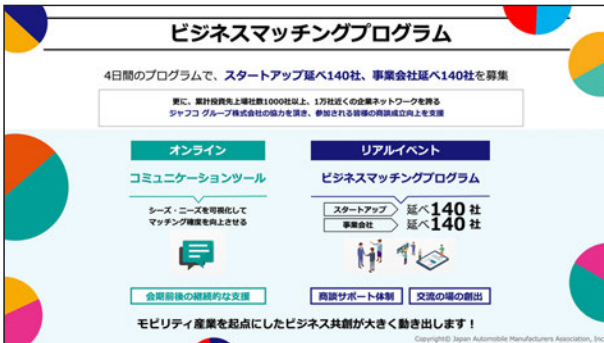 ビジネスマッチングプログラム
4日間のプログラムで、スタートアップ延べ140社、事業会社延べ140社を募集
更に、累計投資先上場社数1000社以上、1万社近くの企業ネットワークを誇る
ジャフコ グループ株式会社の協力を頂き、参加される皆様の商談成立向上を支援
オンライン
コミュニケーションツール
シーズ・ニーズを可視化して
マッチング確度を向上させる
会期前後の継続的な支援
リアルイベント
ビジネスマッチングプログラム
スタートアップ 延べ140社
事業会社 延べ140社
商談サポート体制 交流の場の創出
モビリティ産業を起点にしたビジネス共創が大きく動き出します！
Copyright© Japan Automobile Manufacturers Association, Inc